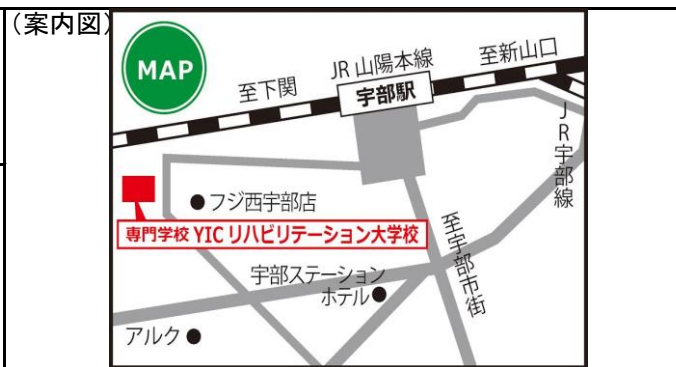 （案内図）
MAP
JR 山陽本線
至新山口
至下関
宇部駅
JR宇部線
フジ西宇部店
専門学校 YIC リハビリテーション大学校
至宇部市街
宇部ステーション
ホテル
アルク